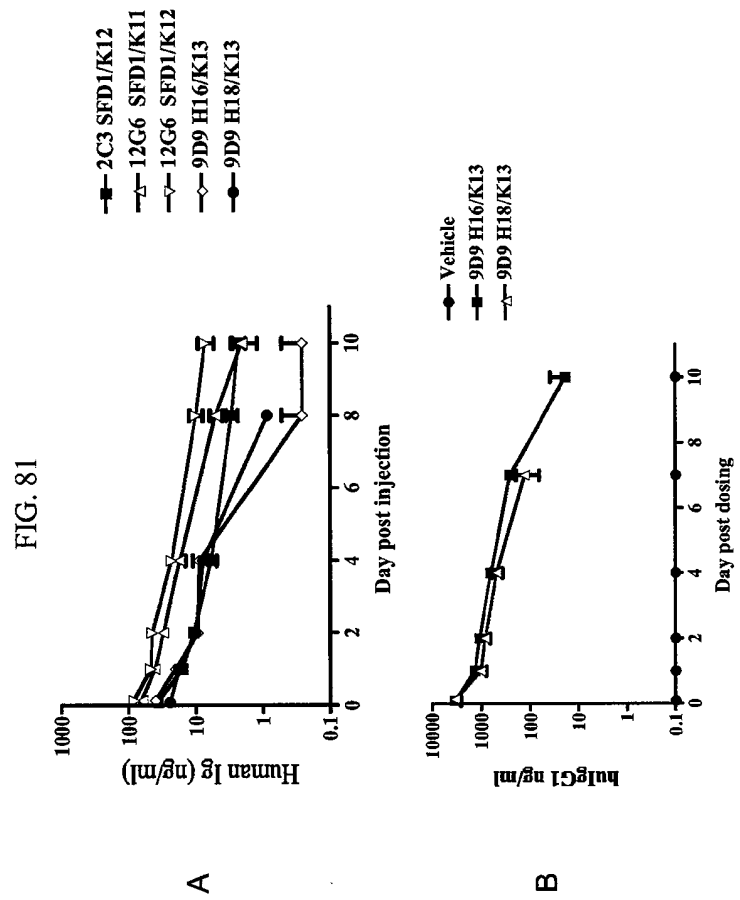 FIG. 81
A
Human Ig (ng/ml)
1000
100
10
1
0.1
0
2
4
6
8
10
Day post injection
2C3 SFD1/K12
12G6 SFD1/K11
12G6 SFD1/K12
9D9 H16/K13
9D9 H18/K13
B
huIgG1 ng/ml
10000
1000
100
10
1
0.1
0
2
4
6
8
10
Day post dosing
Vehicle
9D9 H16/K13
9D9 H18/K13